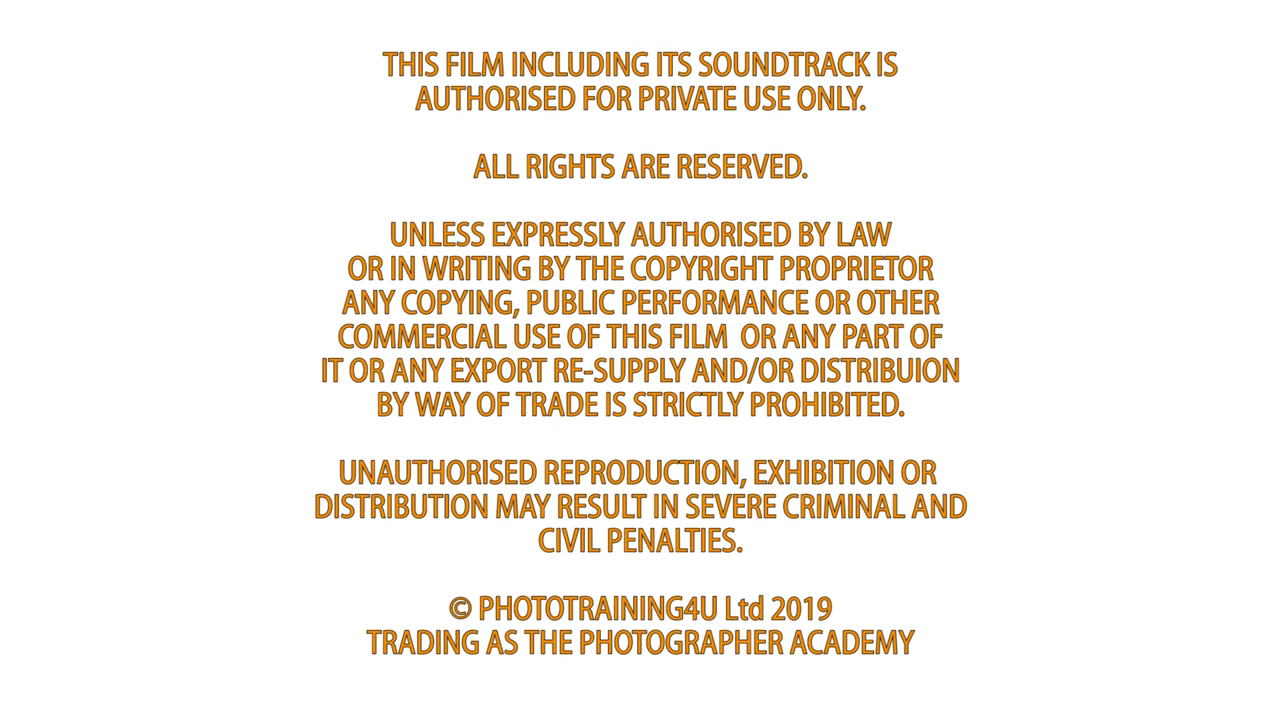 THIS FILM INCLUDING ITS SOUNDTRACK IS
AUTHORISED FOR PRIVATE USE ONLY.
ALL RIGHTS ARE RESERVED.
UNLESS EXPRESSLY AUTHORISED BY LAW
OR IN WRITING BY THE COPYRIGHT PROPRIETOR
ANY COPYING, PUBLIC PERFORMANCE OR OTHER
COMMERCIAL USE OF THIS FILM  OR ANY PART OF
IT OR ANY EXPORT RE-SUPPLY AND/OR DISTRIBUION
BY WAY OF TRADE IS STRICTLY PROHIBITED.
UNAUTHORISED REPRODUCTION, EXHIBITION OR
DISTRIBUTION MAY RESULT IN SEVERE CRIMINAL AND
CIVIL PENALTIES.
© PHOTOTRAINING4U Ltd 2019
TRADING AS THE PHOTOGRAPHER ACADEMY